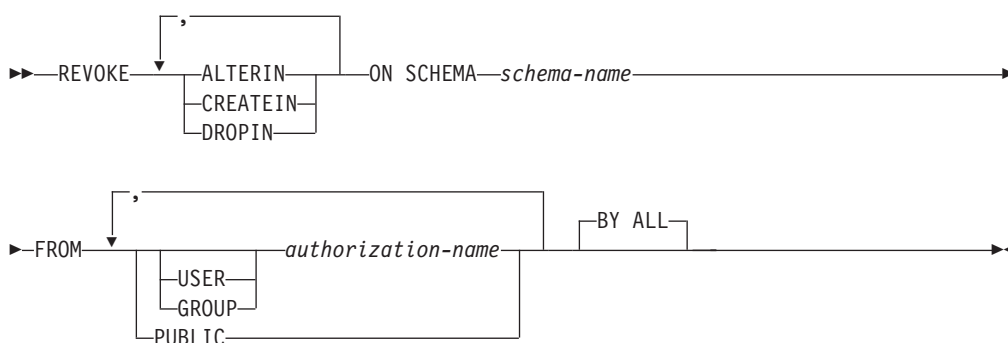 ,
REVOKE ALTERIN ON SCHEMA schema-name
CREATEIN
DROPIN
,
BY ALL
FROM authorization-name
USER
GROUP
PUBLIC